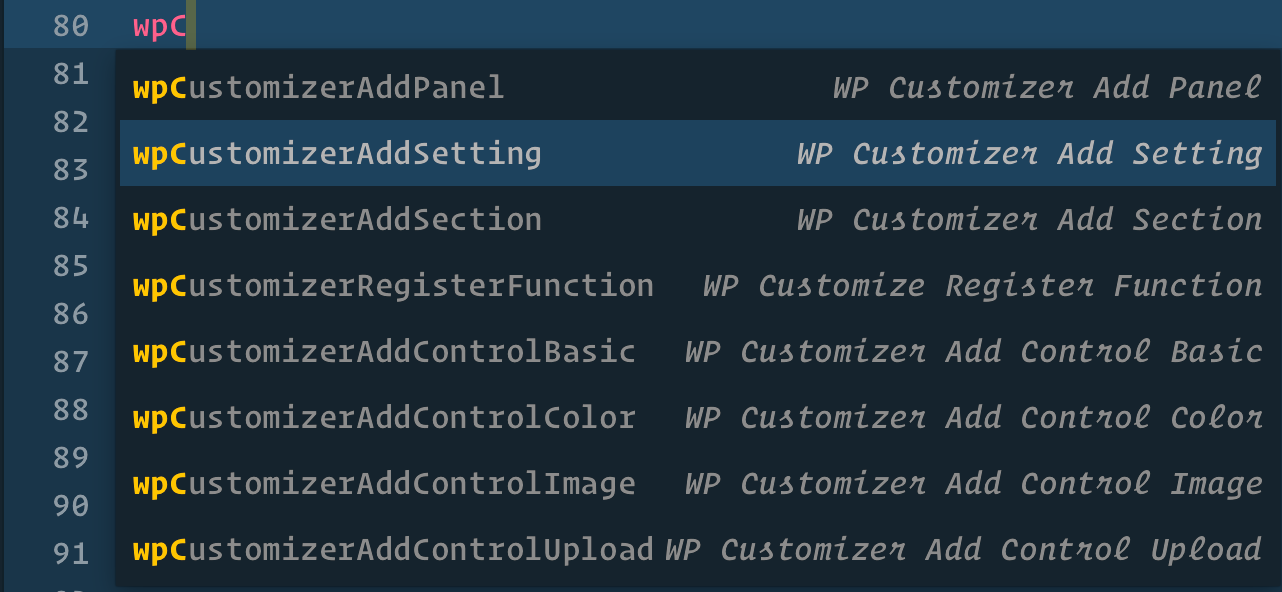 80 wpC
81 wpCustomizerAddPanel WP Customizer Add Panel
82
wpCustomizerAddSetting WP Customizer Add Setting
83
84 wpCustomizerAddSection WP Customizer Add Section
85
wpCustomizerRegisterFunction WP Customize Register Function
86
87 wpCustomizerAddControlBasic WP Customizer Add Control Basic
88 wpCustomizerAddControlColor WP Customizer Add Control Color
89
wpCustomizerAddControlImage WP Customizer Add Control Image
90
91 wpCustomizerAddControlUpload WP Customizer Add Control Upload